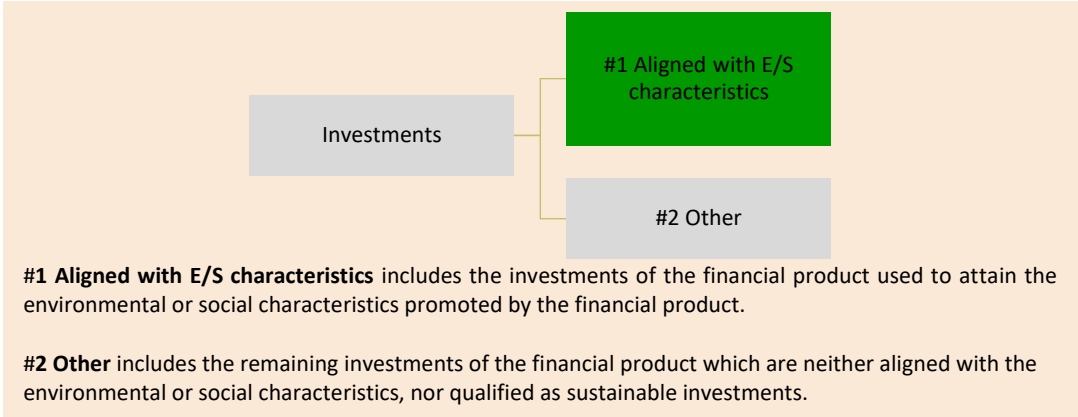 #1 Aligned with E/S
characteristics
Investments
#2 Other
#1 Aligned with E/S characteristics includes the investments of the financial product used to attain the
environmental or social characteristics promoted by the financial product.
#2 Other includes the remaining investments of the financial product which are neither aligned with the
environmental or social characteristics, nor qualified as sustainable investments.